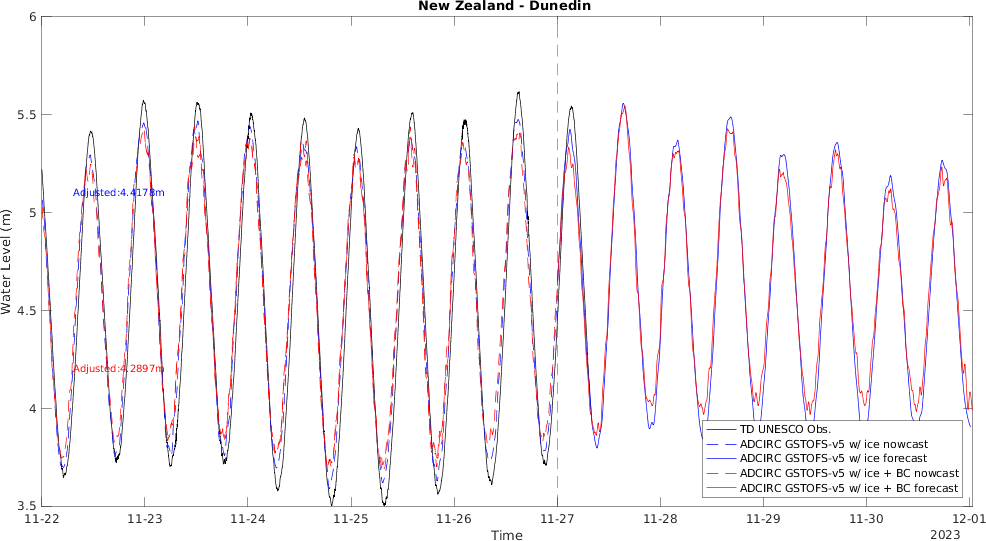 New Zealand - Dunedin
6
5.5
5
4.5
4
3.5
Water Level (m)
Adjusted:4.4178m
Adjusted:4.2897m
TD UNESCO Obs.
ADCIRC GSTOFS-v5 w/ ice nowcast
ADCIRC GSTOFS-v5 w/ ice forecast
ADCIRC GSTOFS-v5 w/ ice + BC nowcast
ADCIRC GSTOFS-v5 w/ ice + BC forecast
11-22 11-23 11-24 11-25 11-26 11-27 11-28 11-29 11-30 12-01
Time
2023